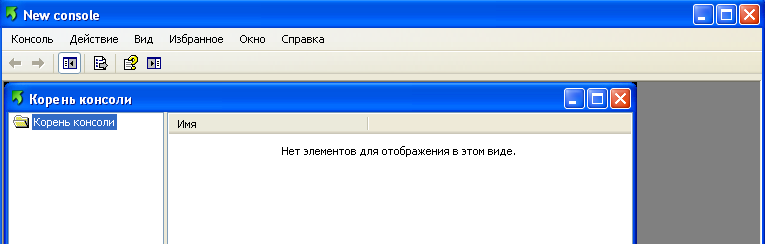 New console
Консоль Действие Вид Избранное Окно Справка
Корень консоли
Корень консоли Имя
Нет элементов для отображения в этом виде.